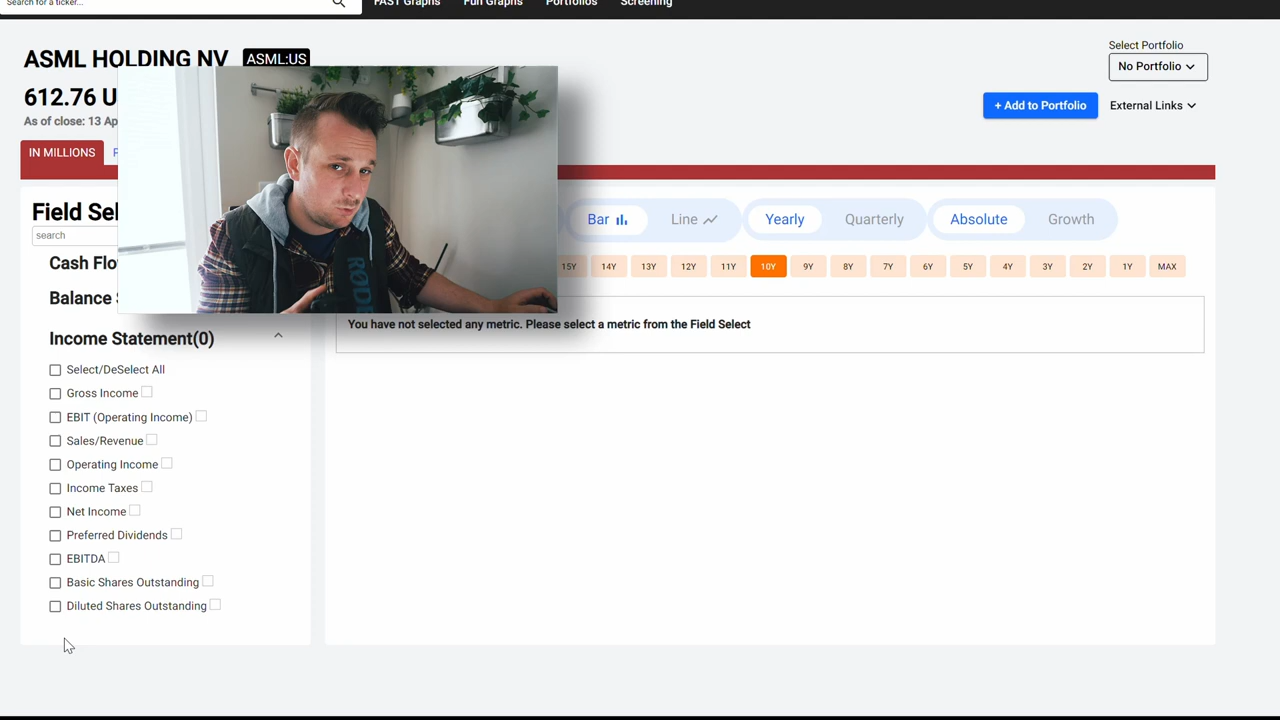 Search for a ticker...
FAST Graphs Fun Graphs Portfolios Screening
ASML HOLDING NV ASML:US
Select Portfolio
No Portfolio
612.76 U
As of close: 13 Ap
+ Add to Portfolio External Links
IN MILLIONS
Field Sel
search
Bar Line Yearly Quarterly Absolute Growth
15Y 14Y 13Y 12Y 11Y 10Y 9Y 8Y 7Y 6Y 5Y 4Y 3Y 2Y 1Y MAX
Cash Flo
Balance
RØDE
You have not selected any metric. Please select a metric from the Field Select
Income Statement(0)
Select/DeSelect All
Gross Income
EBIT (Operating Income)
Sales/Revenue
Operating Income
Income Taxes
Net Income
Preferred Dividends
EBITDA
Basic Shares Outstanding
Diluted Shares Outstanding